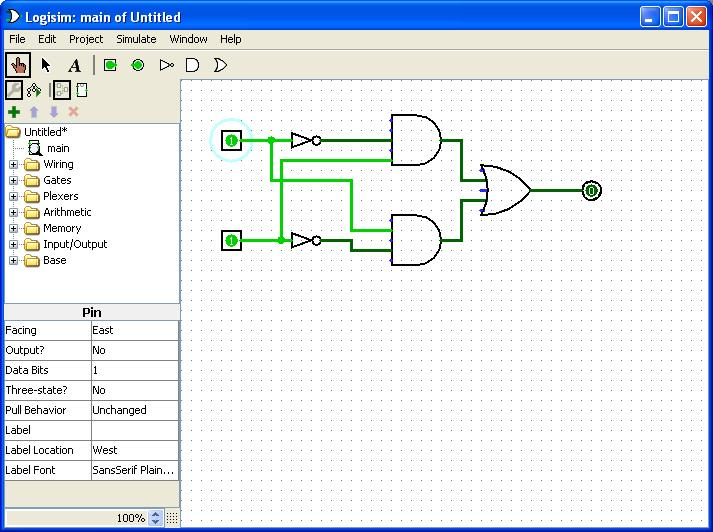 Logisim: main of Untitled
File Edit Project Simulate Window Help
A
Untitled*
main
Wiring
Gates
Plexers
Arithmetic
Memory
Input/Output
Base
Pin
Facing East
Output? No
Data Bits 1
Three-state? No
Pull Behavior Unchanged
Label
Label Location West
Label Font SansSerif Plain...
100%
1
0
1